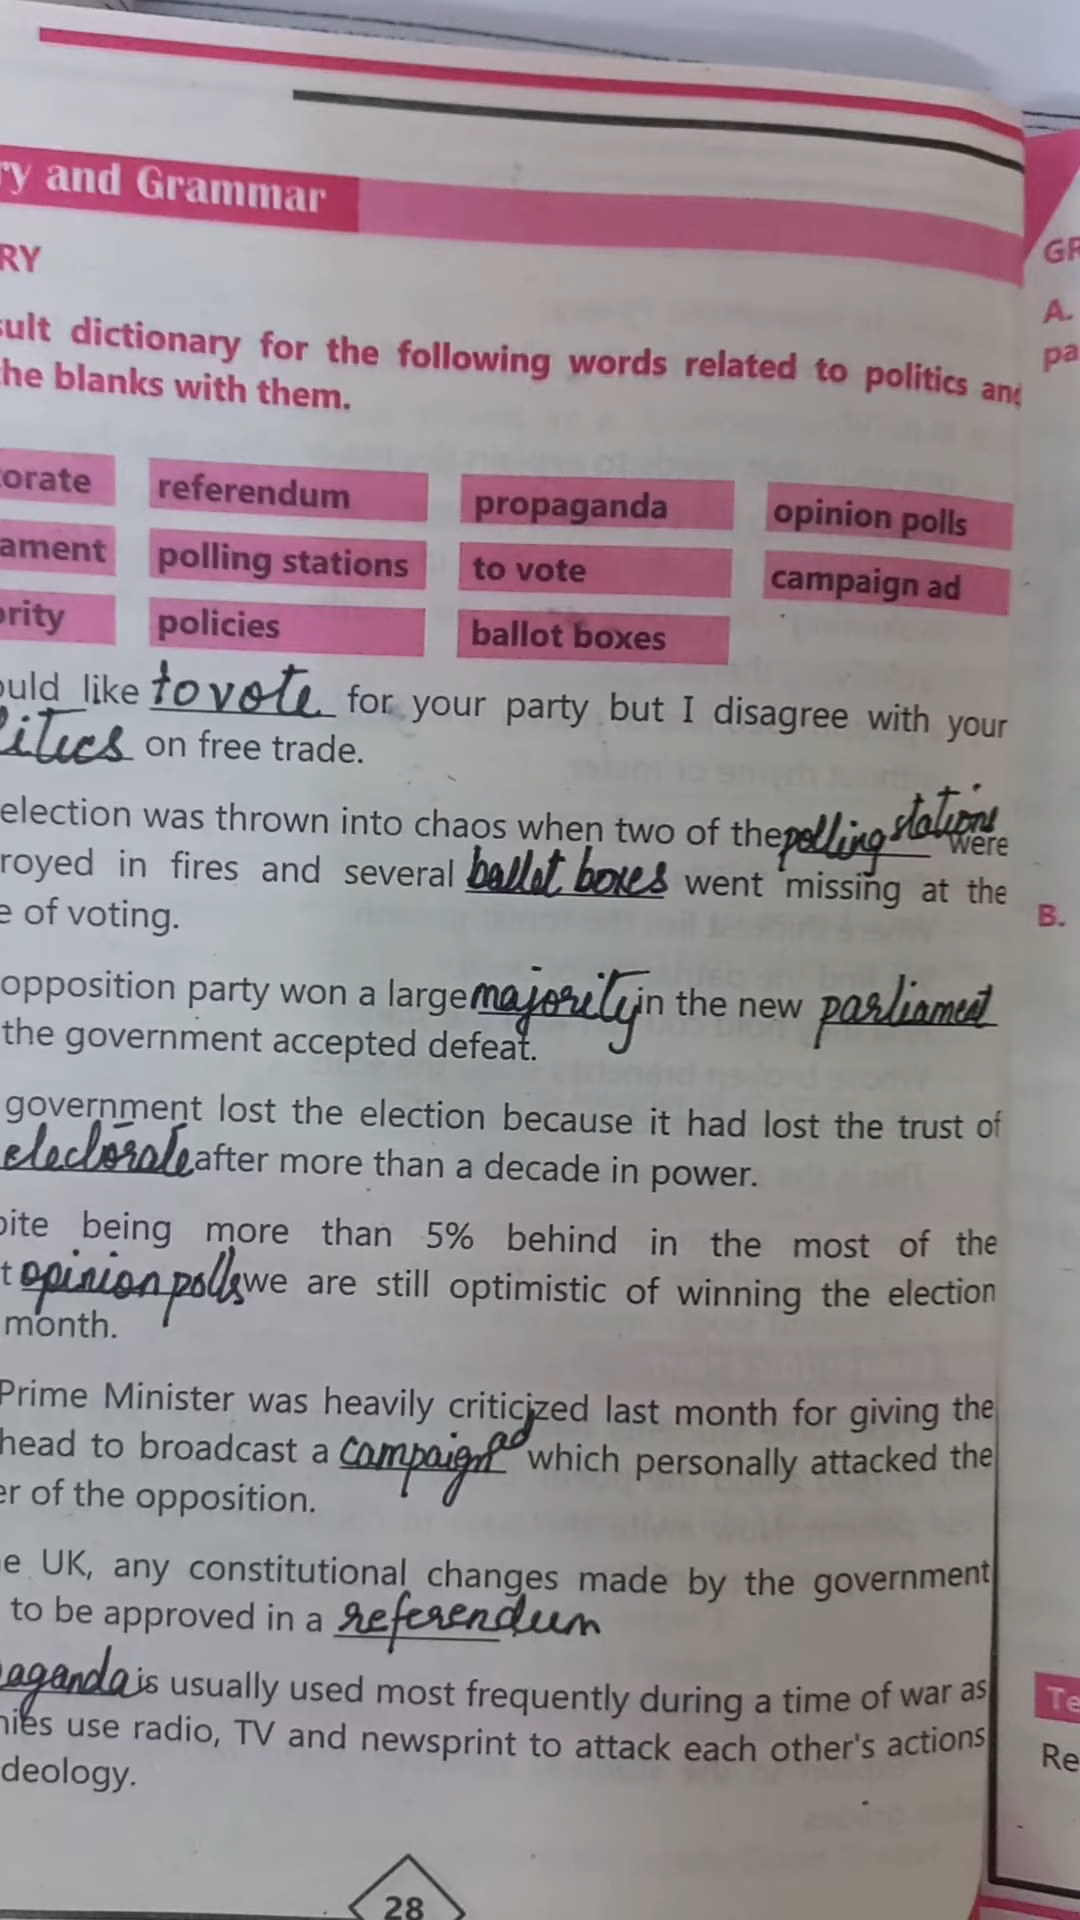 ry and Grammar
RY
sult dictionary for the following words related to politics and
he blanks with them.
orate referendum propaganda opinion polls
ament polling stations to vote campaign ad
ority policies ballot boxes
ould like to vote for your party but I disagree with your
litics on free trade.
election was thrown into chaos when two of the polling stations were
royed in fires and several ballot boxes went missing at the
e of voting.
opposition party won a large majority in the new parliament
the government accepted defeat.
government lost the election because it had lost the trust of
electorate after more than a decade in power.
pite being more than 5% behind in the most of the
t opinion polls we are still optimistic of winning the election
month.
Prime Minister was heavily criticized last month for giving the
head to broadcast a campaign ad which personally attacked the
er of the opposition.
e UK, any constitutional changes made by the government
to be approved in a referendum
paganda is usually used most frequently during a time of war as
nies use radio, TV and newsprint to attack each other's actions
deology.
28
GR
A.
pa
B.
Te
Re